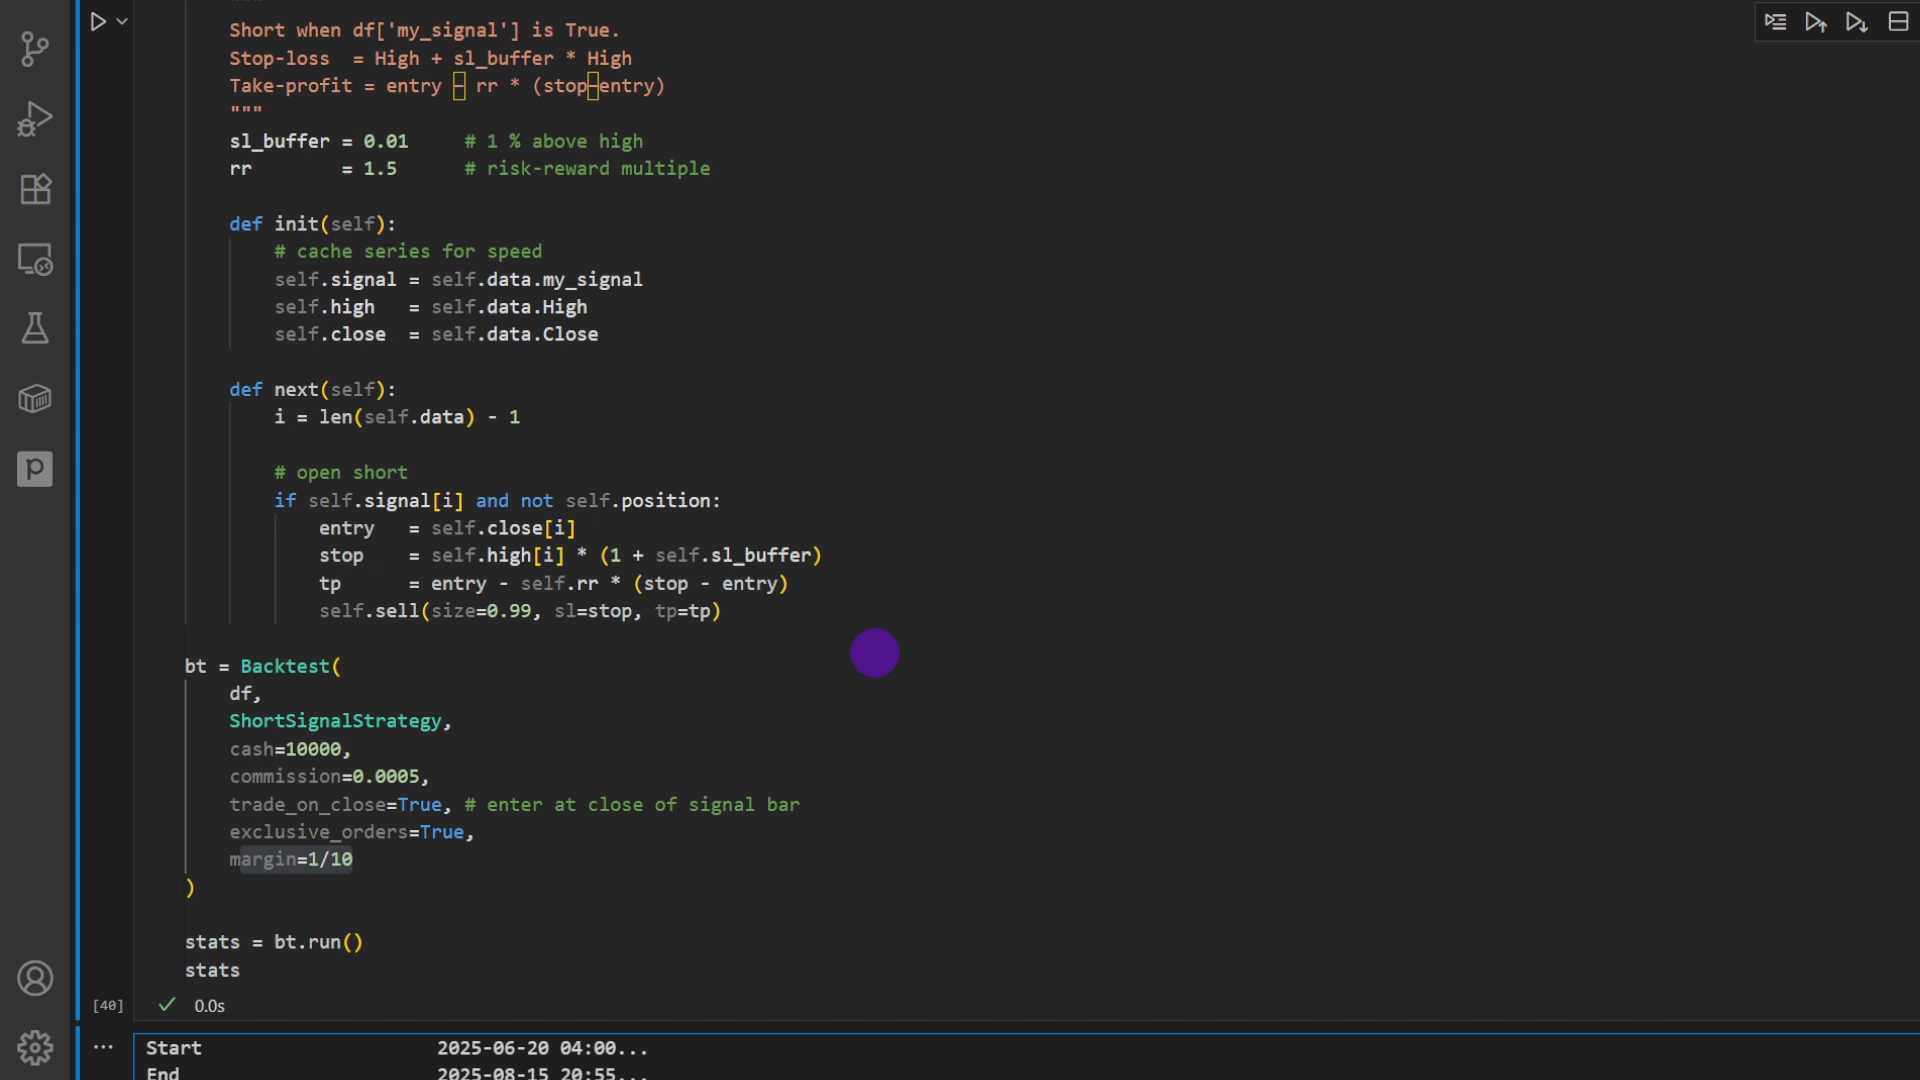 """
Short when df['my_signal'] is True.
Stop-loss  = High + sl_buffer * High
Take-profit = entry – rr * (stop–entry)
"""
sl_buffer = 0.01     # 1 % above high
rr        = 1.5      # risk-reward multiple
def init(self):
# cache series for speed
self.signal = self.data.my_signal
self.high   = self.data.High
self.close  = self.data.Close
def next(self):
i = len(self.data) - 1
# open short
if self.signal[i] and not self.position:
entry   = self.close[i]
stop    = self.high[i] * (1 + self.sl_buffer)
tp      = entry - self.rr * (stop - entry)
self.sell(size=0.99, sl=stop, tp=tp)
bt = Backtest(
df,
ShortSignalStrategy,
cash=10000,
commission=0.0005,
trade_on_close=True, # enter at close of signal bar
exclusive_orders=True,
margin=1/10
)
stats = bt.run()
stats
[40] 0.0s
Start 2025-06-20 04:00...
End 2025-08-15 20:55...